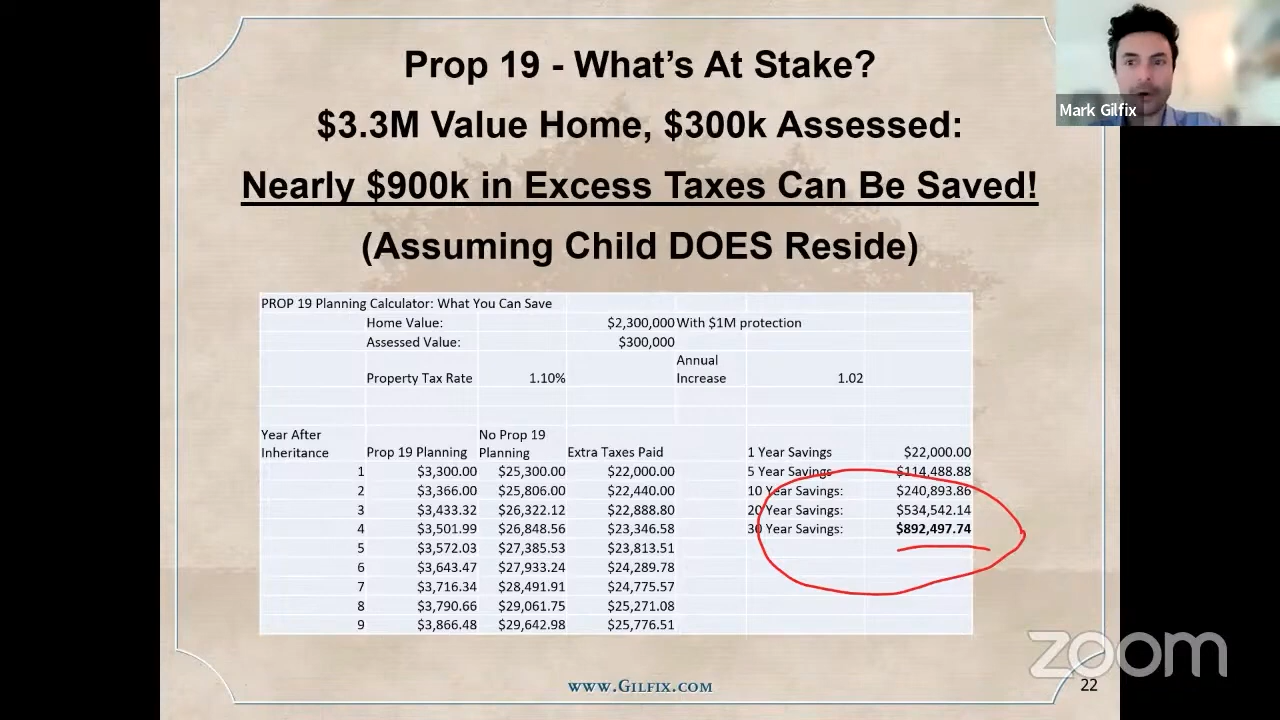 Prop 19 - What's At Stake?
$3.3M Value Home, $300k Assessed:
Nearly $900k in Excess Taxes Can Be Saved!
(Assuming Child DOES Reside)
Mark Gilfix
PROP 19 Planning Calculator: What You Can Save
Home Value: $2,300,000 With $1M protection
Assessed Value: $300,000
Property Tax Rate 1.10% Annual Increase 1.02
Year After Inheritance Prop 19 Planning No Prop 19 Planning Extra Taxes Paid 1 Year Savings $22,000.00
1 $3,300.00 $25,300.00 $22,000.00 5 Year Savings $114,488.88
2 $3,366.00 $25,806.00 $22,440.00 10 Year Savings: $240,893.86
3 $3,433.32 $26,322.12 $22,888.80 20 Year Savings: $534,542.14
4 $3,501.99 $26,848.56 $23,346.58 30 Year Savings: $892,497.74
5 $3,572.03 $27,385.53 $23,813.51
6 $3,643.47 $27,933.24 $24,289.78
7 $3,716.34 $28,491.91 $24,775.57
8 $3,790.66 $29,061.75 $25,271.08
9 $3,866.48 $29,642.98 $25,776.51
www.Gilfix.com
zoom
22